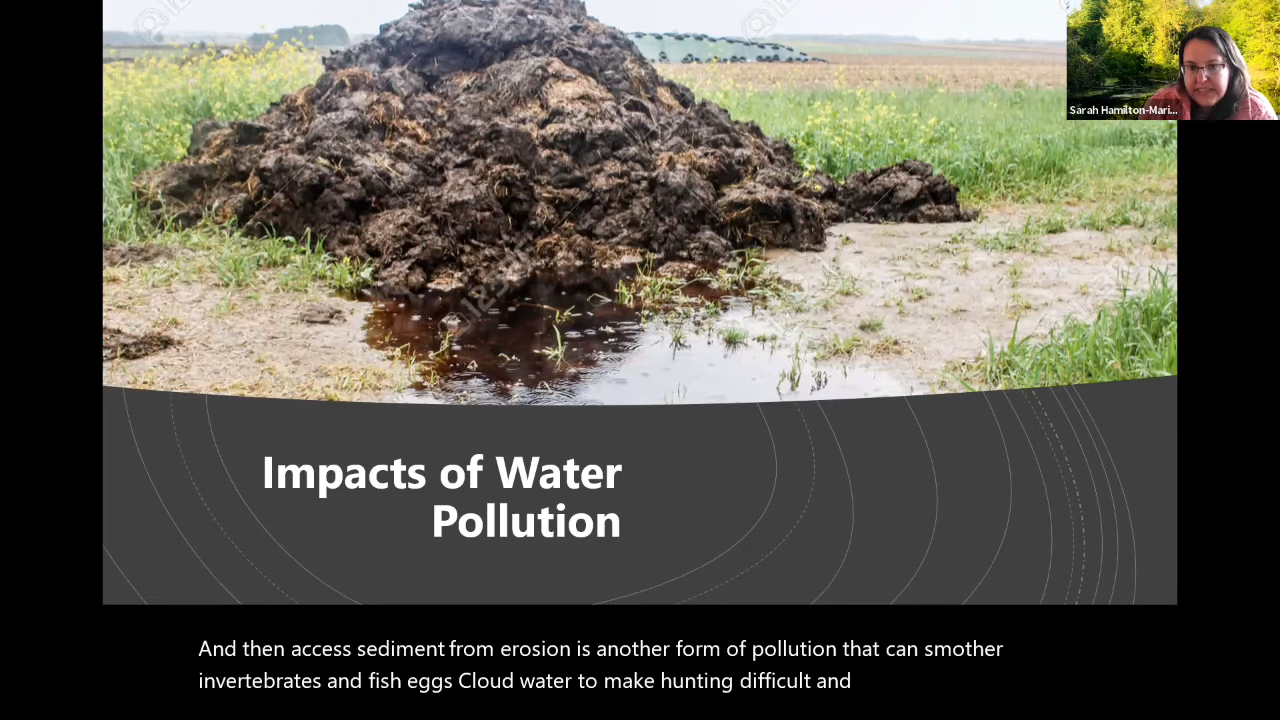 Sarah Hamilton-Mari...
Impacts of Water
Pollution
And then access sediment from erosion is another form of pollution that can smother
invertebrates and fish eggs Cloud water to make hunting difficult and